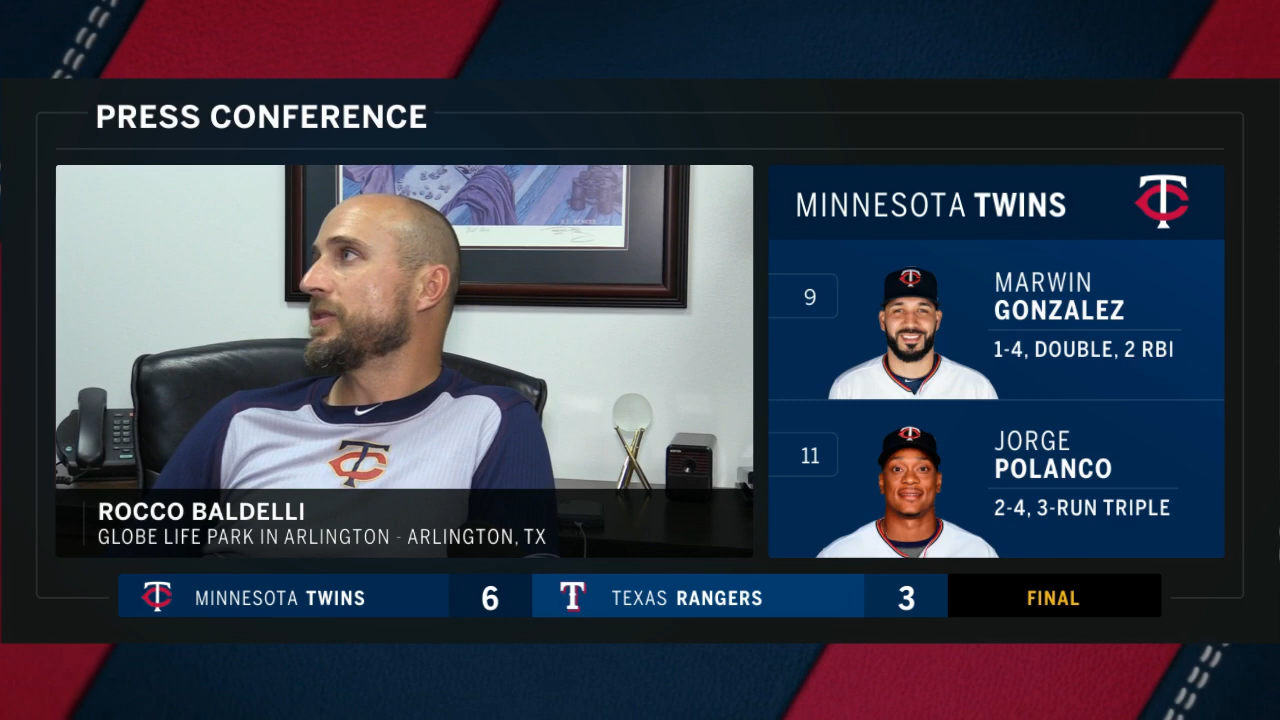 PRESS CONFERENCE
ROCCO BALDELLI
GLOBE LIFE PARK IN ARLINGTON - ARLINGTON, TX
MINNESOTA TWINS
9
MARWIN
GONZALEZ
1-4, DOUBLE, 2 RBI
11
JORGE
POLANCO
2-4, 3-RUN TRIPLE
MINNESOTA TWINS 6 TEXAS RANGERS 3 FINAL